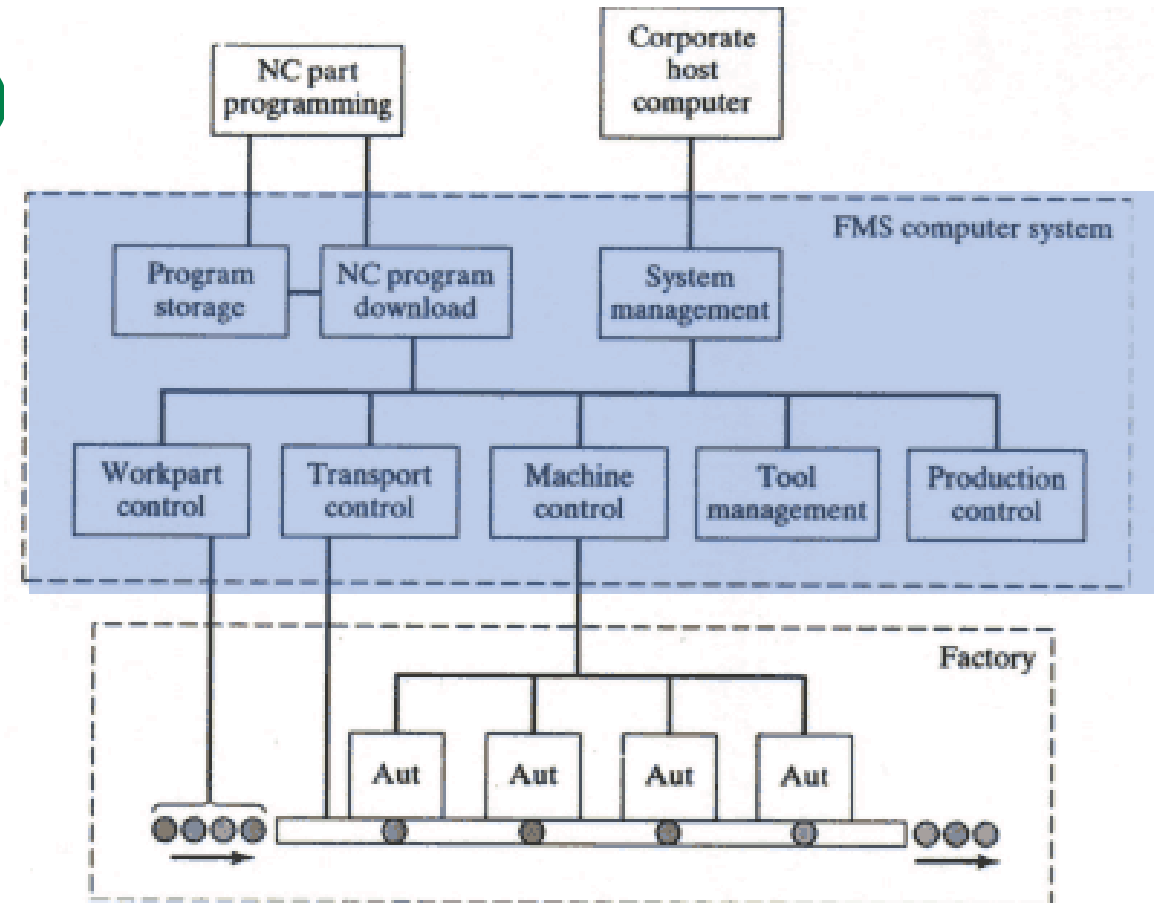 NC part
programming
Corporate
host
computer
FMS computer system
Program
storage
NC program
download
System
management
Workpart
control
Transport
control
Machine
control
Tool
management
Production
control
Factory
Aut
Aut
Aut
Aut